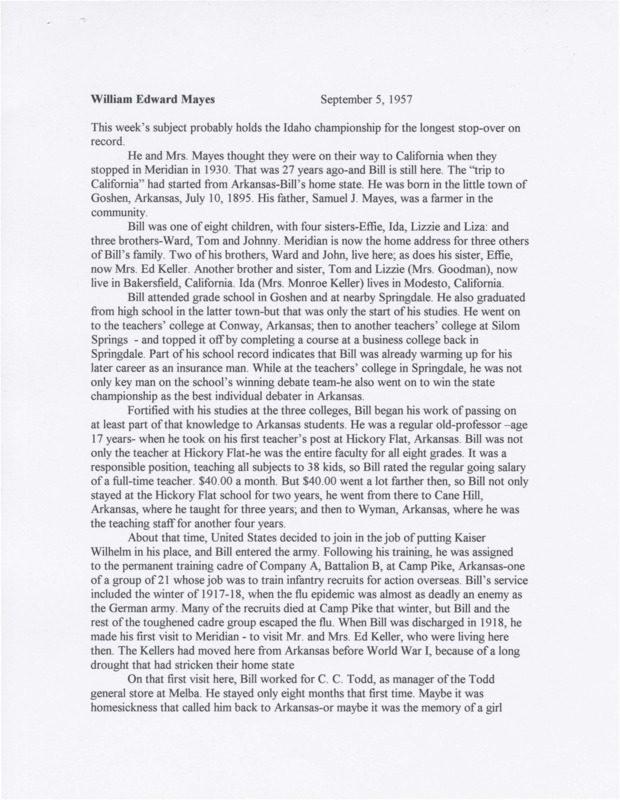 William Edward Mayes September 5, 1957
This week's subject probably holds the Idaho championship for the longest stop-over on
record.
He and Mrs. Mayes thought they were on their way to California when they
stopped in Meridian in 1930. That was 27 years ago-and Bill is still here. The "trip to
California" had started from Arkansas-Bill's home state. He was born in the little town of
Goshen, Arkansas, July 10, 1895. His father, Samuel J. Mayes, was a farmer in the
community.
Bill was one of eight children, with four sisters-Effie, Ida, Lizzie and Liza: and
three brothers-Ward, Tom and Johnny. Meridian is now the home address for three others
of Bill's family. Two of his brothers, Ward and John, live here; as does his sister, Effie,
now Mrs. Ed Keller. Another brother and sister, Tom and Lizzie (Mrs. Goodman), now
live in Bakersfield, California. Ida (Mrs. Monroe Keller) lives in Modesto, California.
Bill attended grade school in Goshen and at nearby Springdale. He also graduated
from high school in the latter town-but that was only the start of his studies. He went on
to the teachers' college at Conway, Arkansas; then to another teachers' college at Silom
Springs - and topped it off by completing a course at a business college back in
Springdale. Part of his school record indicates that Bill was already warming up for his
later career as an insurance man. While at the teachers' college in Springdale, he was not
only key man on the school's winning debate team-he also went on to win the state
championship as the best individual debater in Arkansas.
Fortified with his studies at the three colleges, Bill began his work of passing on
at least part of that knowledge to Arkansas students. He was a regular old-professor –age
17 years- when he took on his first teacher's post at Hickory Flat, Arkansas. Bill was not
only the teacher at Hickory Flat-he was the entire faculty for all eight grades. It was a
responsible position, teaching all subjects to 38 kids, so Bill rated the regular going salary
of a full-time teacher. $40.00 a month. But $40.00 went a lot farther then, so Bill not only
stayed at the Hickory Flat school for two years, he went from there to Cane Hill,
Arkansas, where he taught for three years; and then to Wyman, Arkansas, where he was
the teaching staff for another four years.
About that time, United States decided to join in the job of putting Kaiser
Wilhelm in his place, and Bill entered the army. Following his training, he was assigned
to the permanent training cadre of Company A, Battalion B, at Camp Pike, Arkansas-one
of a group of 21 whose job was to train infantry recruits for action overseas. Bill's service
included the winter of 1917-18, when the flu epidemic was almost as deadly an enemy as
the German army. Many of the recruits died at Camp Pike that winter, but Bill and the
rest of the toughened cadre group escaped the flu. When Bill was discharged in 1918, he
made his first visit to Meridian - to visit Mr. and Mrs. Ed Keller, who were living here
then. The Kellers had moved here from Arkansas before World War I, because of a long
drought that had stricken their home state
On that first visit here, Bill worked for C. C. Todd, as manager of the Todd
general store at Melba. He stayed only eight months that first time. Maybe it was
homesickness that called him back to Arkansas-or maybe it was the memory of a girl